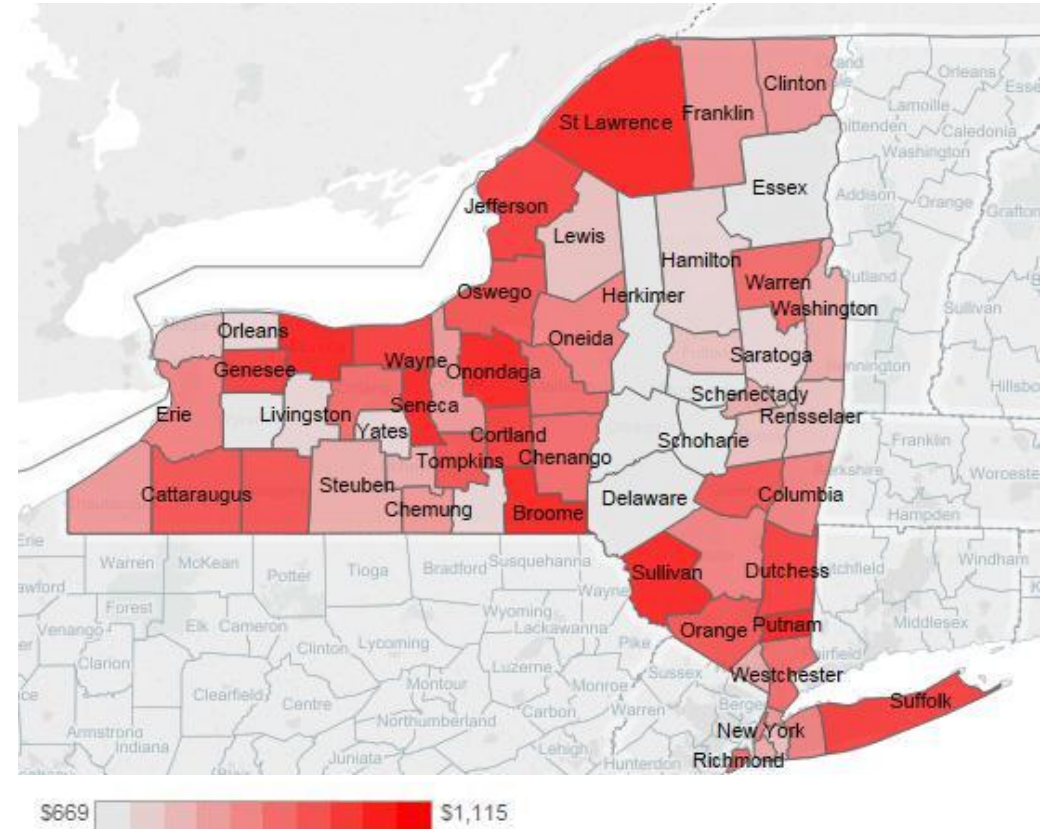 Orleans
Clinton
Lamoille
Franklin
St Lawrence
Caledonia
Washington
Essex
Addison
Orange
Grafton
Jefferson
Lewis
Hamilton
Rutland
Warren
Oswego
Herkimer
Washington
Sullivan
Orleans
Oneida
Wayne
Saratoga
Genesee
Onondaga
Schenectady
Seneca
Erie
Livingston
Rensselaer
Yates
Cortland
Schoharie
Franklin
Chenango
Tompkins
Worcester
Steuben
Cattaraugus
Delaware
Columbia
Chemung
Broome
Hampden
Erie
Warren
McKean
Potter
Tioga
Bradford
Susquehanna
Sullivan
Dutchess
Windham
Wayne
Forest
Wyoming
Lackawanna
Elk
Cameron
Putnam
Middlesex
Venango
Orange
Clinton
Lycoming
Pike
Clarion
Luzerne
Sussex
Westchester
Montour
Monroe
Clearfield
Centre
Carbon
Warren
Suffolk
Northumberland
New York
Armstrong
Indiana
Lehigh
Juniata
Hunterdon
Richmond
$669
$1,115